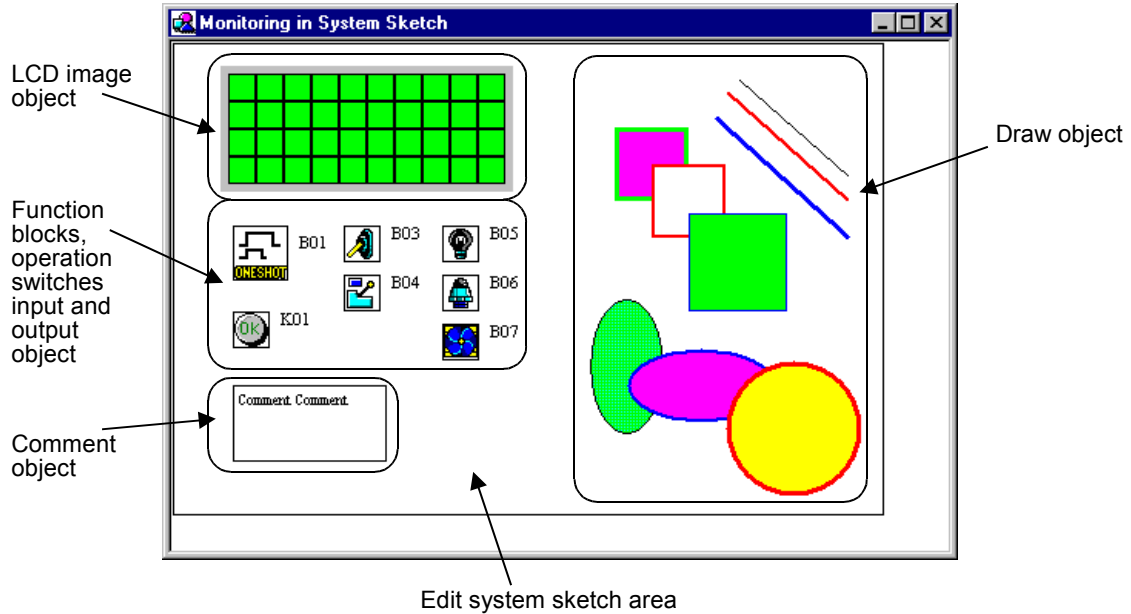 Monitoring in System Sketch
LCD image
object
Draw object
Function
blocks,
operation
switches
input and
output
object
B01
B03
B05
ONESHOT
B04
B06
OK
K01
B07
Comment Comment
Comment
object
Edit system sketch area